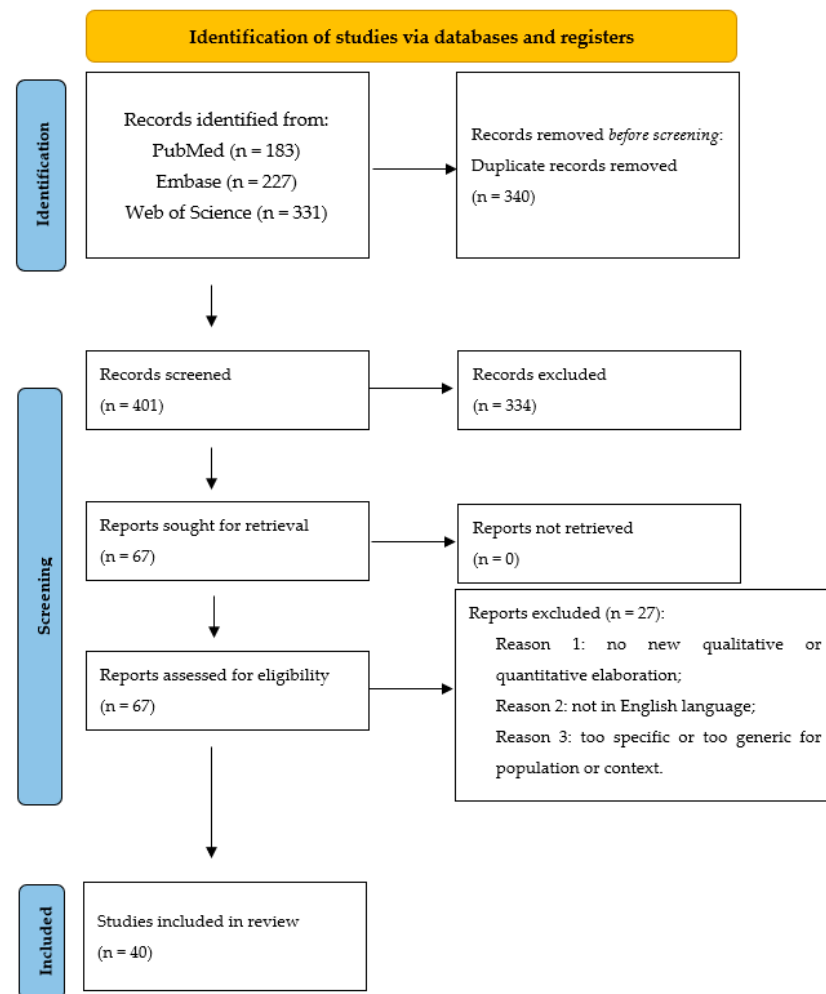 Identification of studies via databases and registers
Identification
Records identified from:
PubMed (n = 183)
Embase (n = 227)
Web of Science (n = 331)
Records removed before screening:
Duplicate records removed
(n = 340)
Screening
Records screened
(n = 401)
Records excluded
(n = 334)
Reports sought for retrieval
(n = 67)
Reports not retrieved
(n = 0)
Reports assessed for eligibility
(n = 67)
Reports excluded (n = 27):
Reason 1: no new qualitative or
quantitative elaboration;
Reason 2: not in English language;
Reason 3: too specific or too generic for
population or context.
Included
Studies included in review
(n = 40)